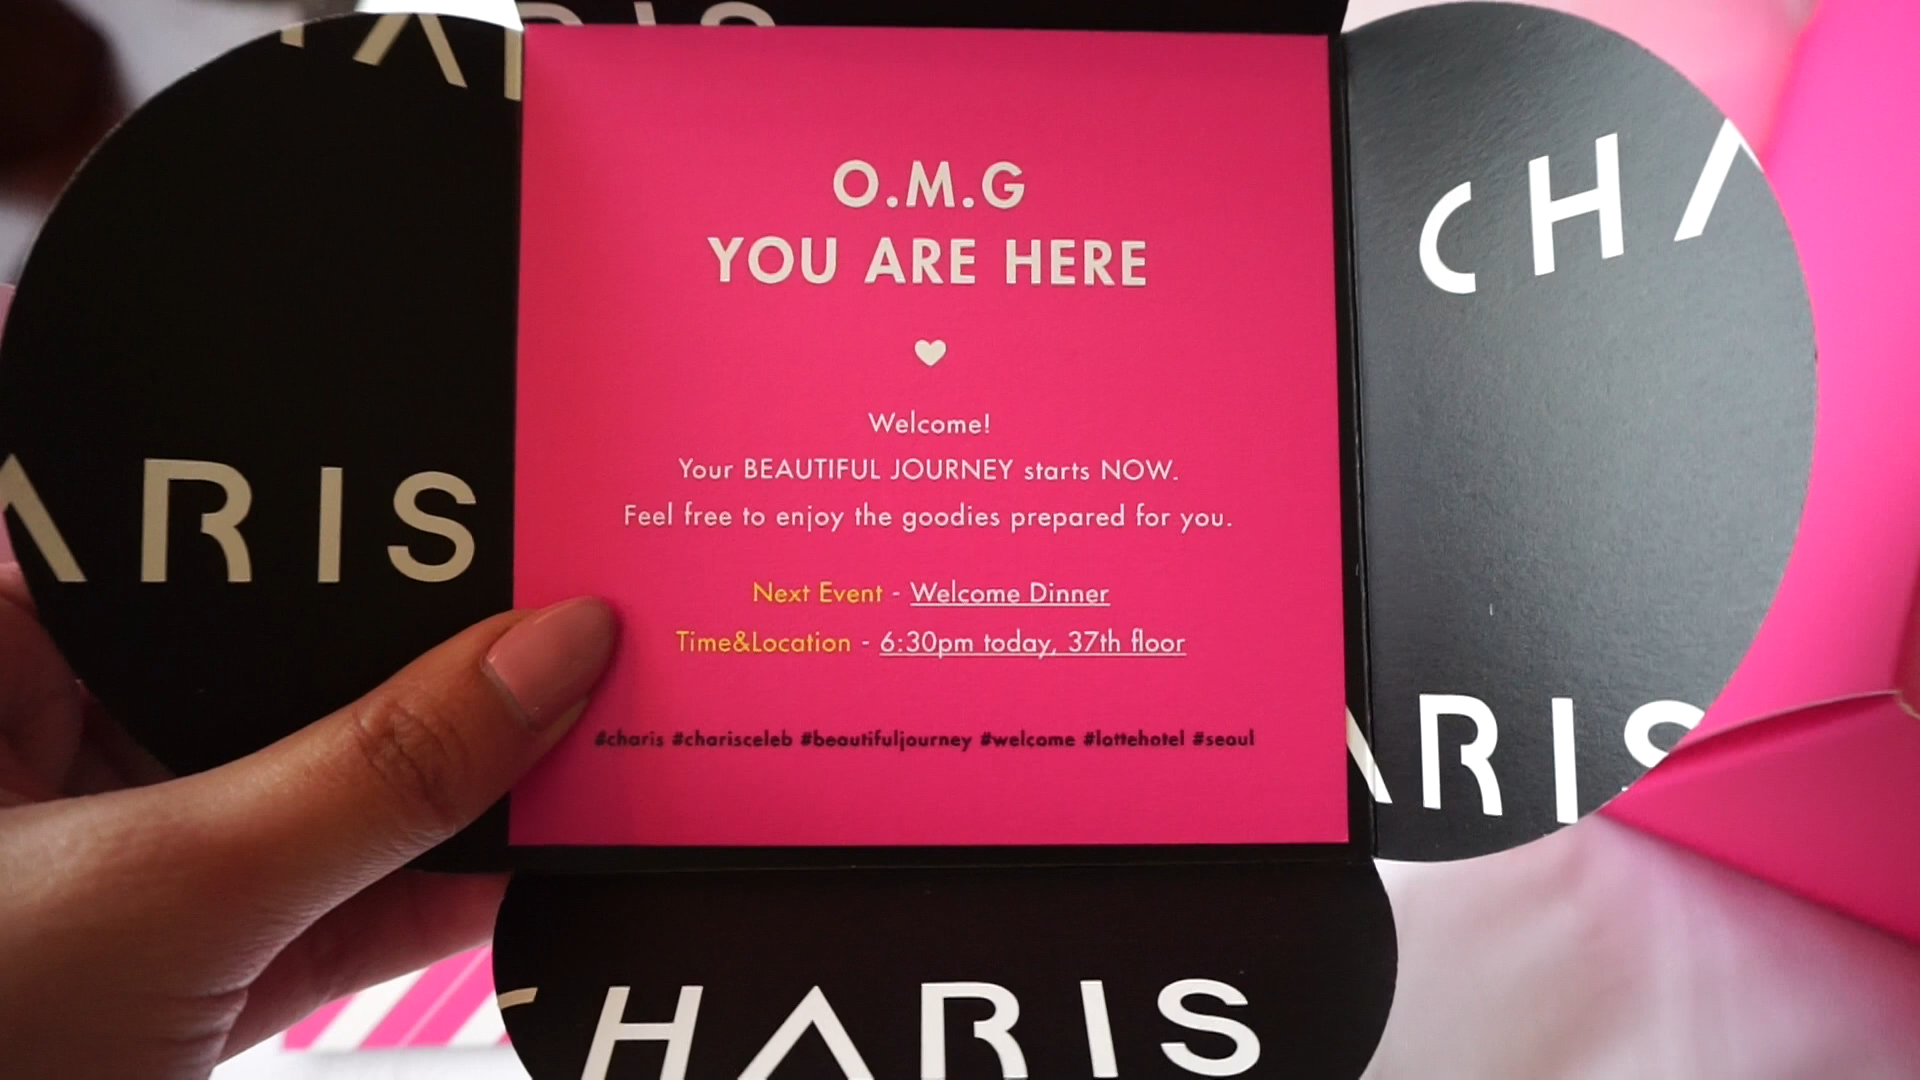 O.M.G
YOU ARE HERE
Welcome!
Your BEAUTIFUL JOURNEY starts NOW.
Feel free to enjoy the goodies prepared for you.
Next Event - Welcome Dinner
Time&Location - 6:30pm today, 37th floor
#charis #charisceleb #beautifuljourney #welcome #lottehotel #seoul
ARIS
CHA
ARIS
CHARIS